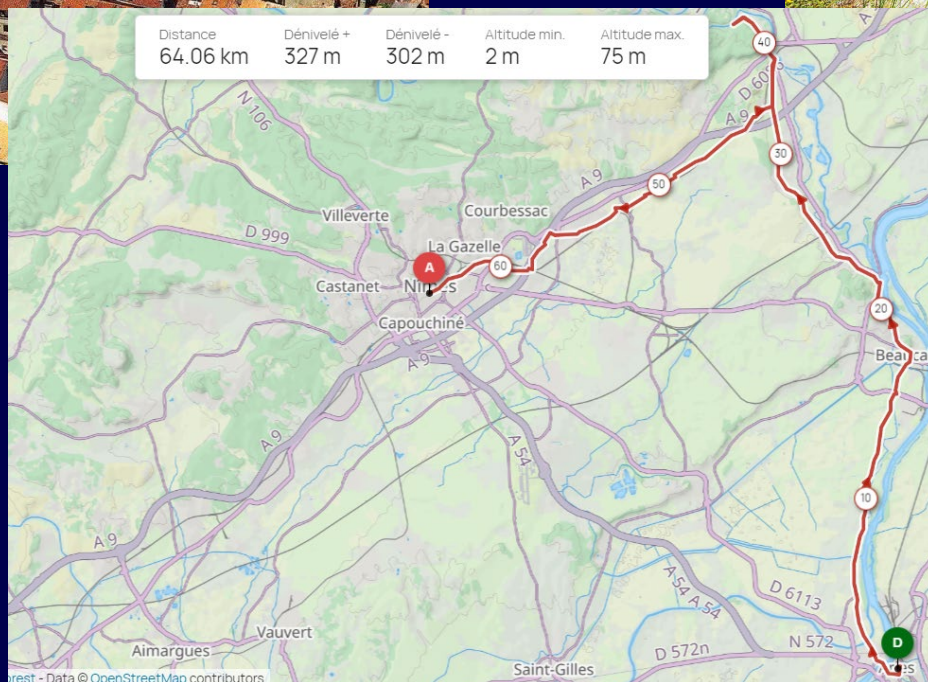 Distance Dénivelé + Dénivelé - Altitude min. Altitude max.
64.06 km 327 m 302 m 2 m 75 m
40
N 106
A 9
30
A 9
50
Villeverte
Courbessac
D 999
La Gazelle
A
60
Castanet
Capouchiné
20
A 9
A 9
A 54
10
A 9
A 54 A 54
D 6113
Vauvert
D
Aimargues
N 572
D 572n
Saint-Gilles
- Data © OpenStreetMap contributors